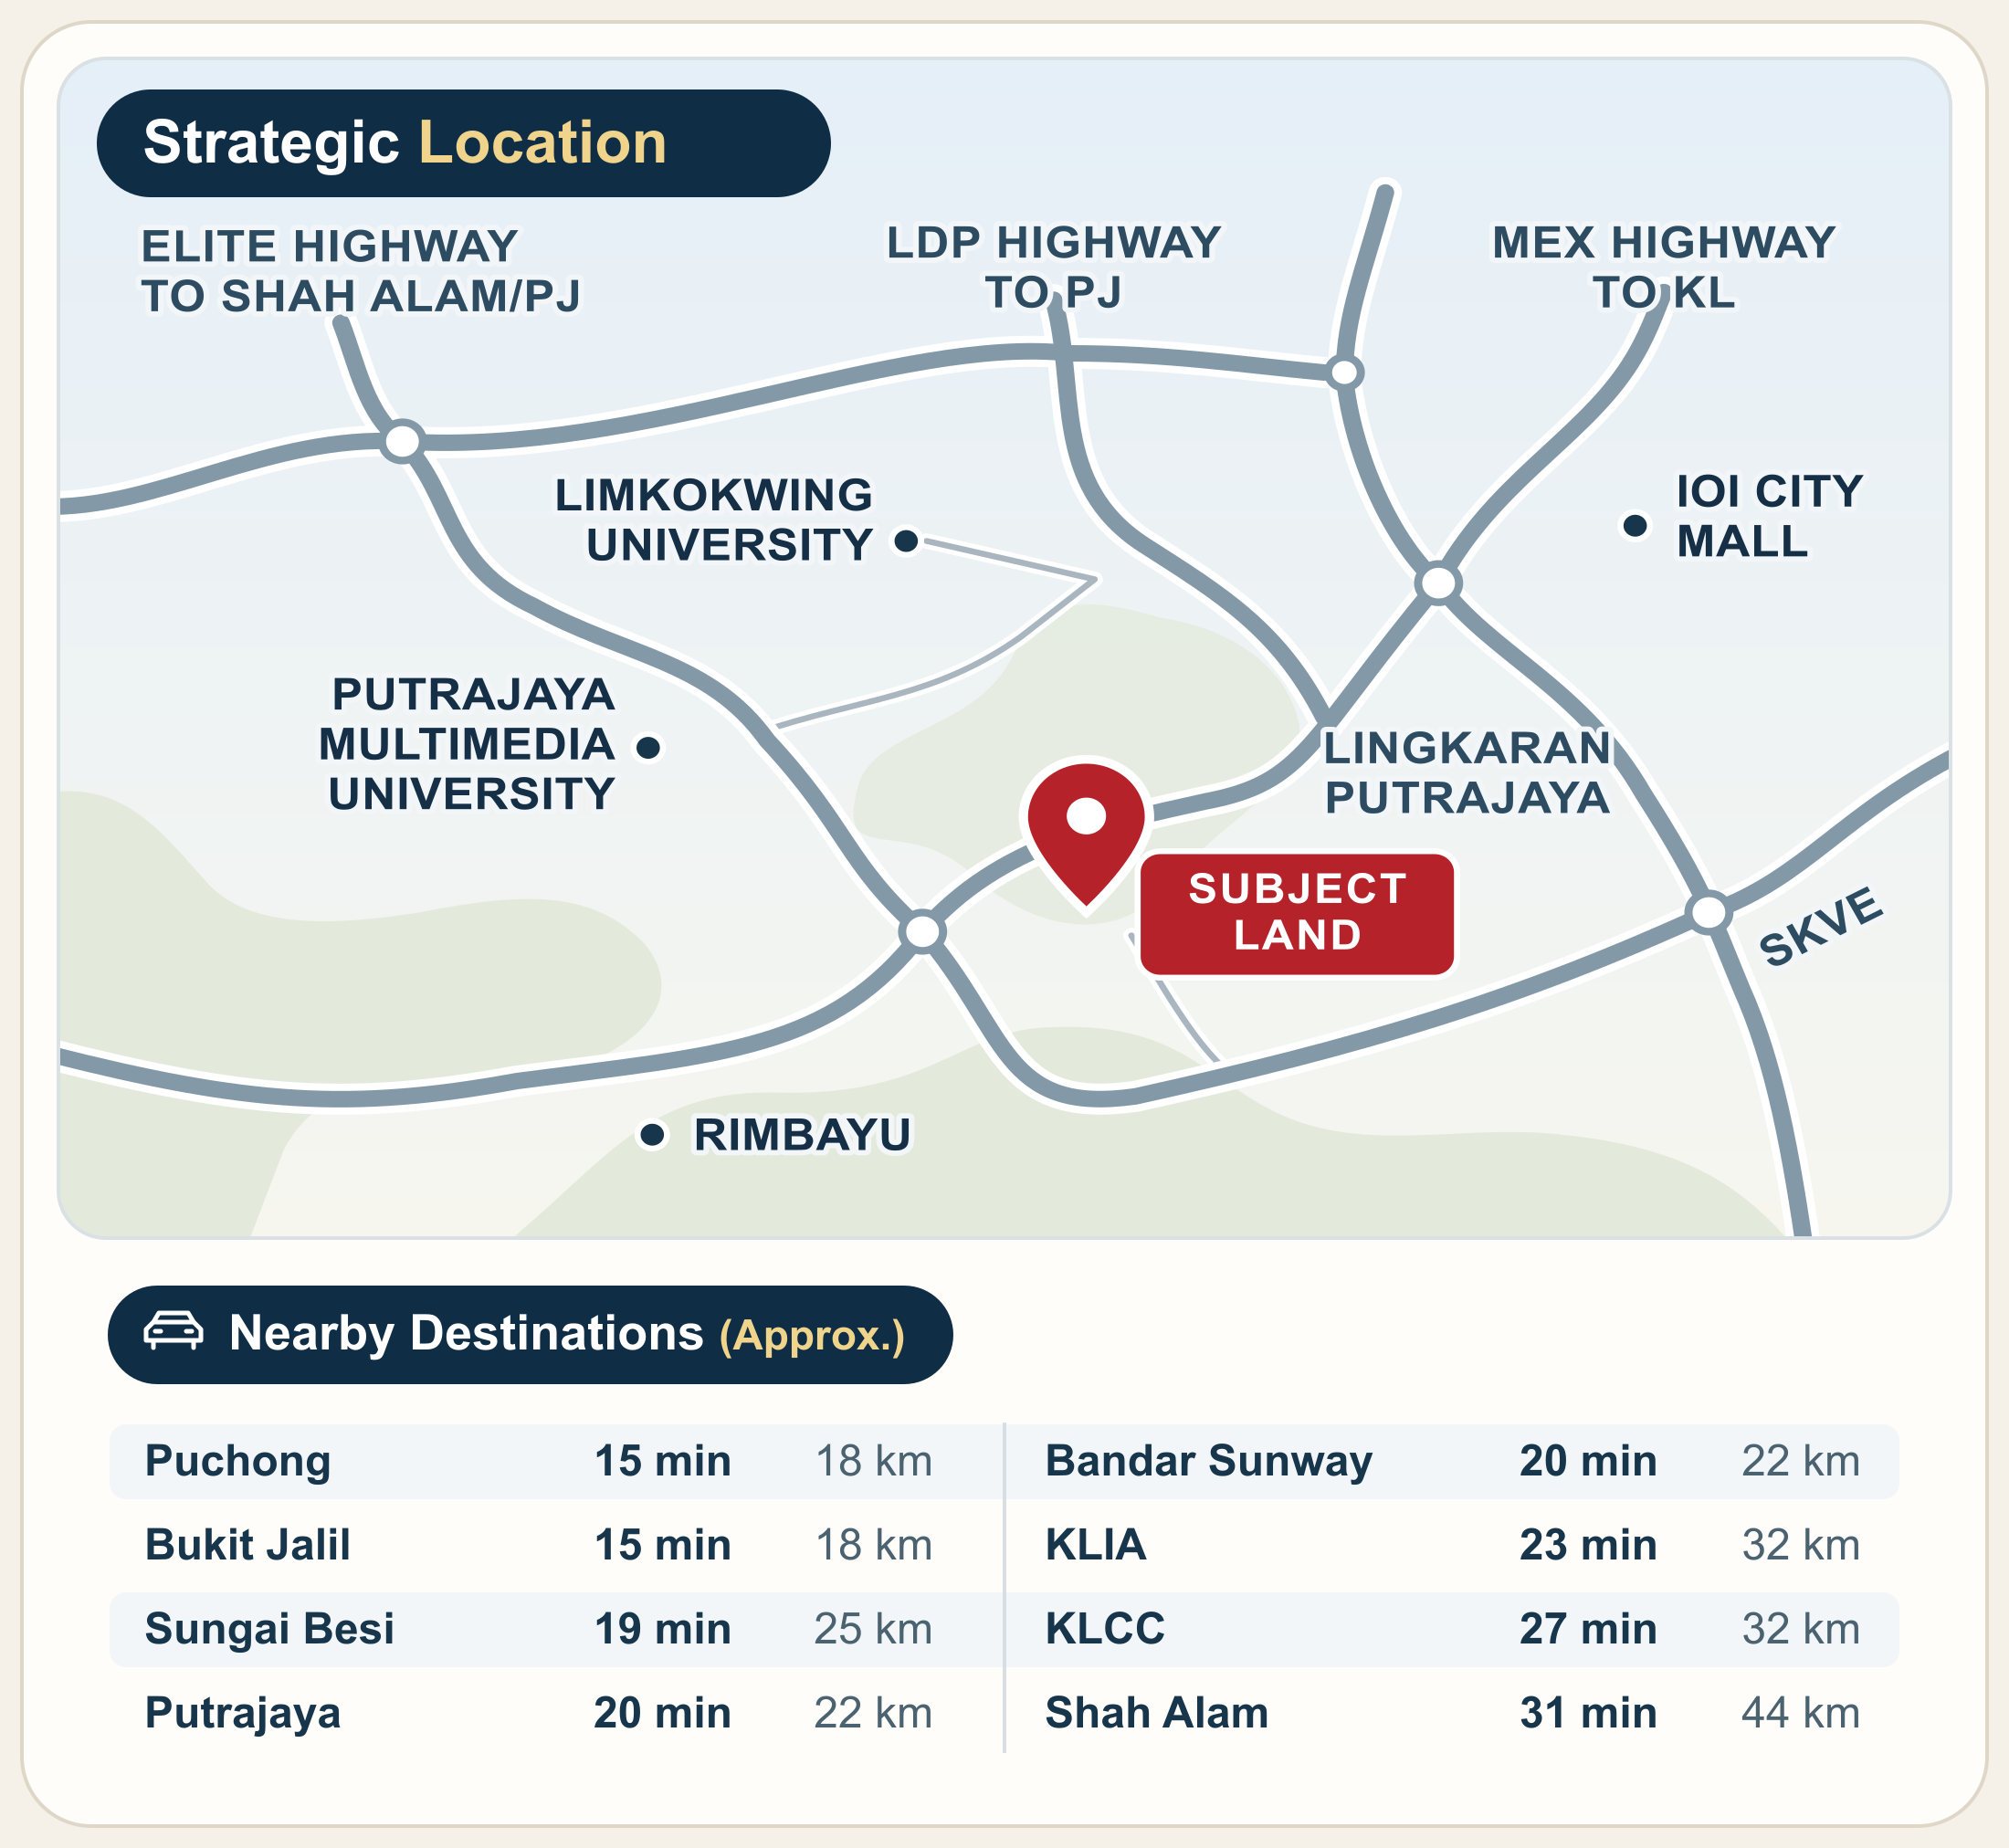 Strategic Location
ELITE HIGHWAY
TO SHAH ALAM/PJ
LDP HIGHWAY
TO PJ
MEX HIGHWAY
TO KL
LIMKOKWING
UNIVERSITY
IOI CITY
MALL
PUTRAJAYA
MULTIMEDIA
UNIVERSITY
LINGKARAN
PUTRAJAYA
SUBJECT
LAND
SKVE
RIMBAYU
Nearby Destinations (Approx.)
Puchong 15 min 18 km
Bukit Jalil 15 min 18 km
Sungai Besi 19 min 25 km
Putrajaya 20 min 22 km
Bandar Sunway 20 min 22 km
KLIA 23 min 32 km
KLCC 27 min 32 km
Shah Alam 31 min 44 km